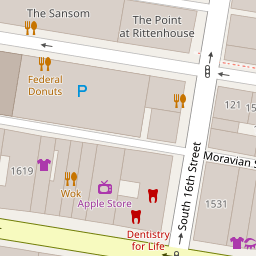 The Sansom
The Point
at Rittenhouse
Federal
Donuts
P
121
Moravian S
1619
Wok
Apple Store
South 16th Street
1531
Dentistry
for Life